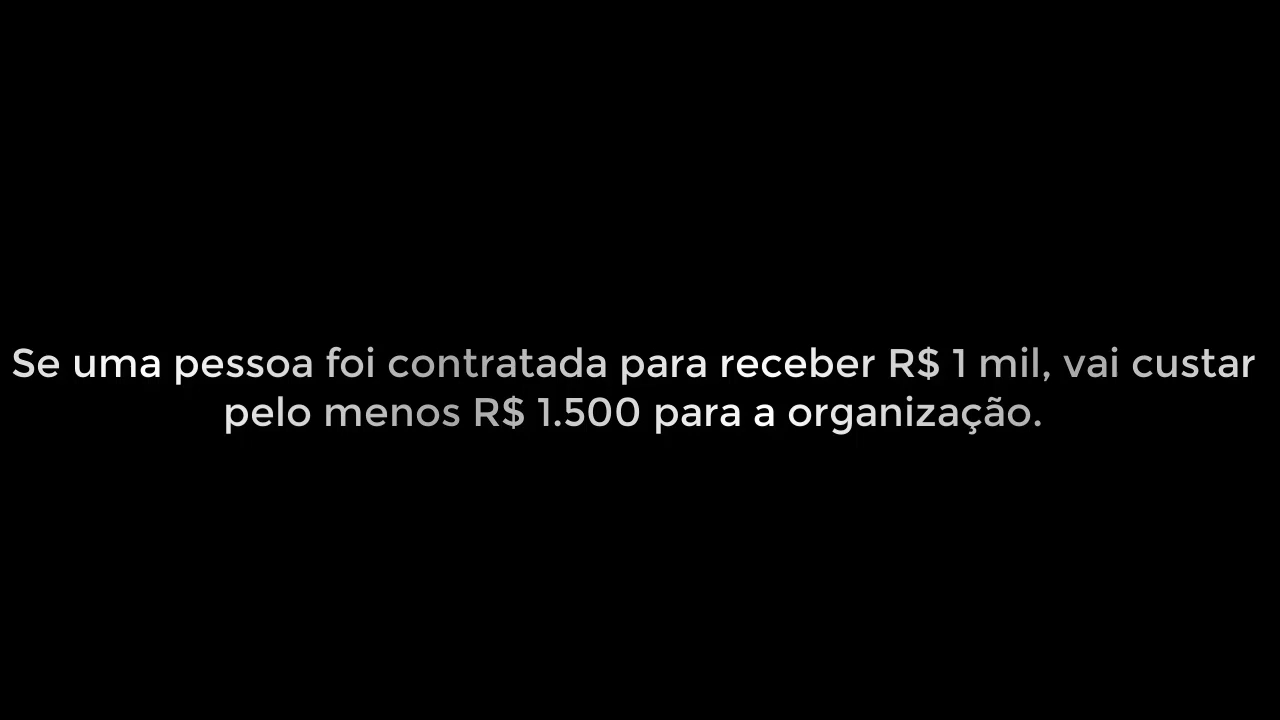 Se uma pessoa foi contratada para receber R$ 1 mil, vai custar
pelo menos R$ 1.500 para a organização.